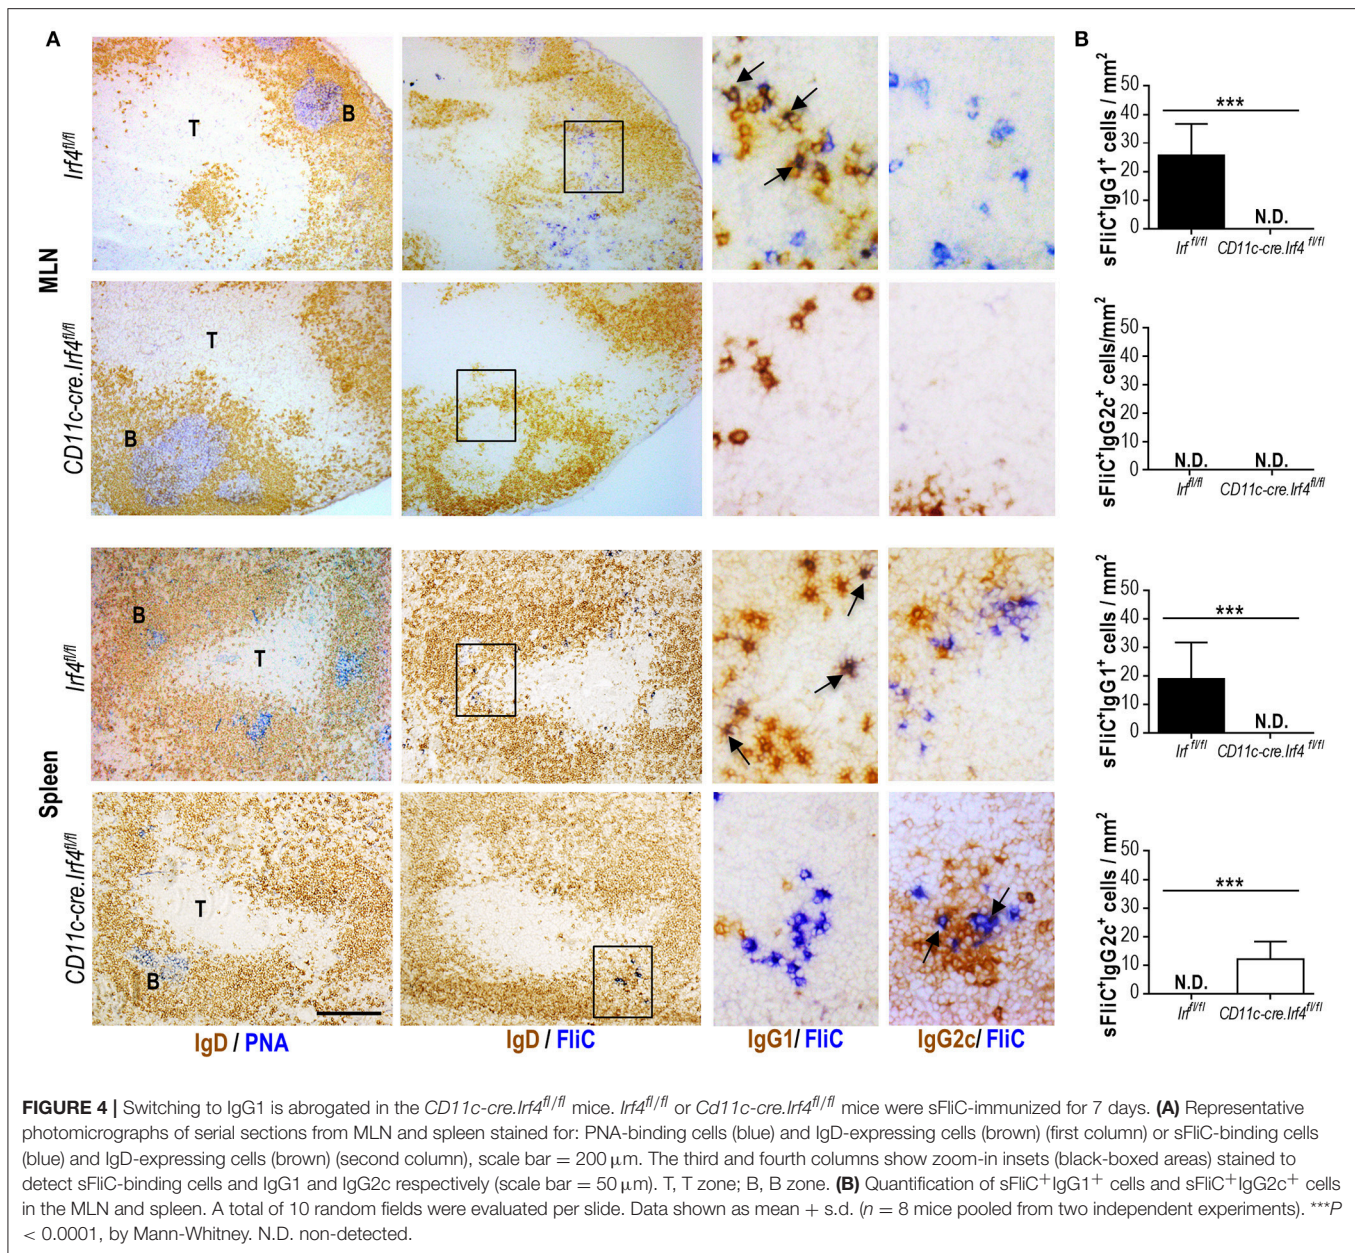 A
B
MLN
Irf4fl/fl
T
B
CD11c-cre.Irf4fl/fl
T
B
Spleen
Irf4fl/fl
B
T
CD11c-cre.Irf4fl/fl
T
B
IgD / PNA
IgD / FliC
IgG1/ FliC
IgG2c/ FliC
sFliC+IgG1+ cells / mm2
50
40
30
20
10
0
***
N.D.
Irffl/fl
CD11c-cre.Irf4fl/fl
sFliC+IgG2c+ cells/mm2
50
40
30
20
10
0
N.D.
N.D.
Irffl/fl
CD11c-cre.Irf4fl/fl
sFliC+IgG1+ cells / mm2
50
40
30
20
10
0
***
N.D.
Irffl/fl
CD11c-cre.Irf4fl/fl
sFliC+IgG2c+ cells / mm2
50
40
30
20
10
0
***
N.D.
Irffl/fl
CD11c-cre.Irf4fl/fl
FIGURE 4 | Switching to IgG1 is abrogated in the CD11c-cre.Irf4fl/fl mice. Irf4fl/fl or Cd11c-cre.Irf4fl/fl mice were sFliC-immunized for 7 days. (A) Representative
photomicrographs of serial sections from MLN and spleen stained for: PNA-binding cells (blue) and IgD-expressing cells (brown) (first column) or sFliC-binding cells
(blue) and IgD-expressing cells (brown) (second column), scale bar = 200 μm. The third and fourth columns show zoom-in insets (black-boxed areas) stained to
detect sFliC-binding cells and IgG1 and IgG2c respectively (scale bar = 50 μm). T, T zone; B, B zone. (B) Quantification of sFliC+IgG1+ cells and sFliC+IgG2c+ cells
in the MLN and spleen. A total of 10 random fields were evaluated per slide. Data shown as mean + s.d. (n = 8 mice pooled from two independent experiments). ***P
< 0.0001, by Mann-Whitney. N.D. non-detected.